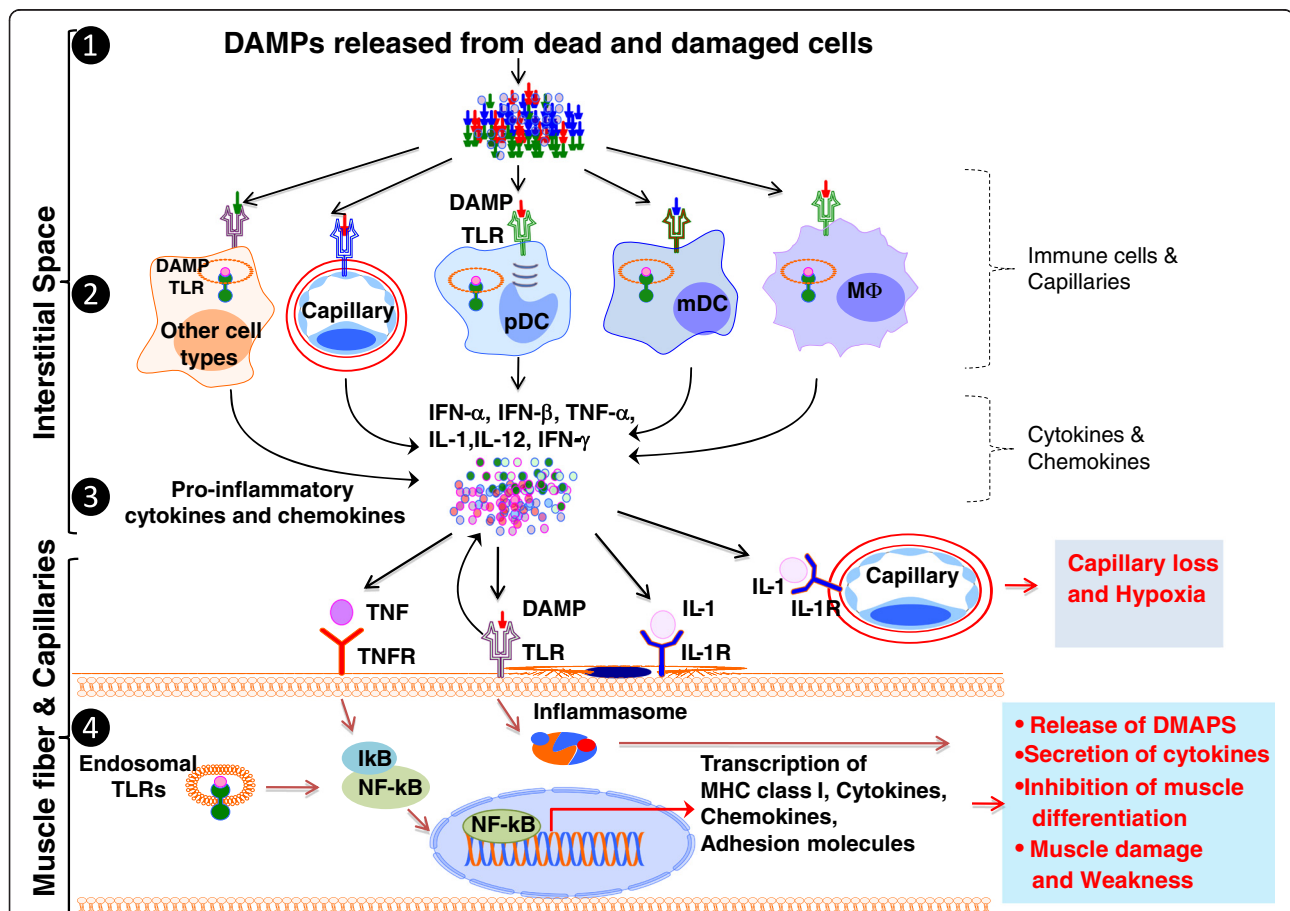 1
DAMPs released from dead and damaged cells
Interstitial Space
2
DAMP
TLR
DAMP
TLR
Other cell
types
Capillary
pDC
mDC
MΦ
Immune cells &
Capillaries
IFN-α, IFN-β, TNF-α,
IL-1,IL-12, IFN-γ
Cytokines &
Chemokines
3
Pro-inflammatory
cytokines and chemokines
Muscle fiber & Capillaries
TNF
TNFR
DAMP
TLR
IL-1
IL-1R
IL-1
IL-1R
Capillary
Capillary loss
and Hypoxia
4
Endosomal
TLRs
IkB
NF-kB
Inflammasome
NF-kB
Transcription of
MHC class I, Cytokines,
Chemokines,
Adhesion molecules
• Release of DMAPS
•Secretion of cytokines
•Inhibition of muscle
differentiation
• Muscle damage
and Weakness